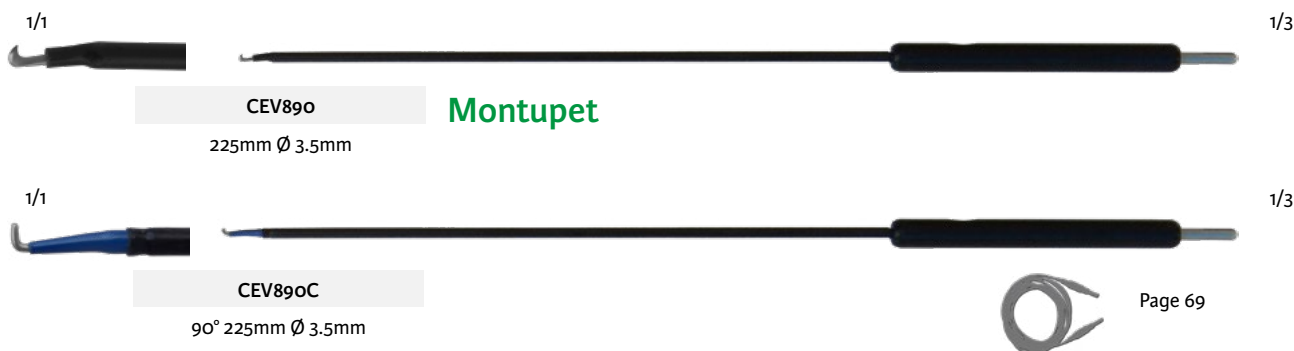 1/1
1/3
CEV890
Montupet
225mm Ø 3.5mm
1/1
1/3
CEV890C
90° 225mm Ø 3.5mm
Page 69